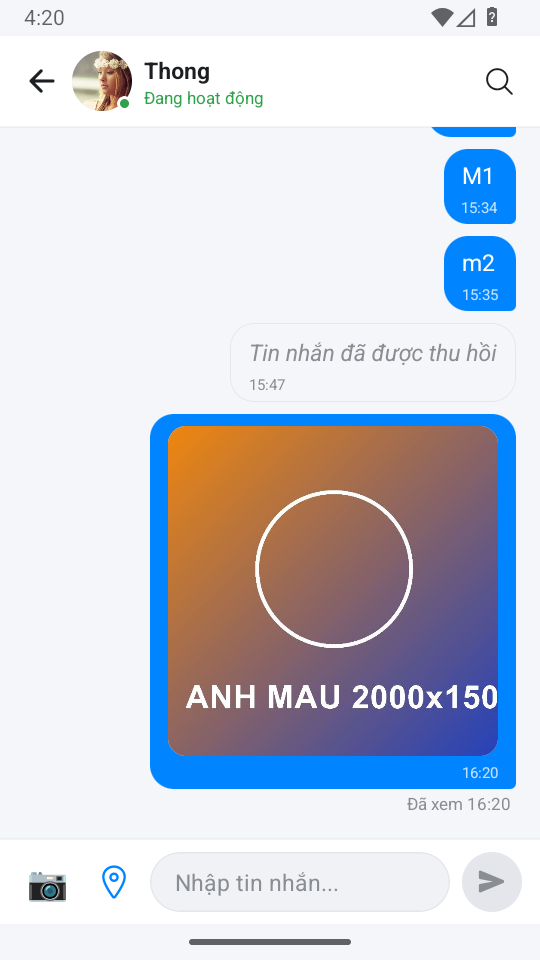 4:20
Thong
Đang hoạt động
M1
15:34
m2
15:35
Tin nhắn đã được thu hồi
15:47
ANH MAU 2000x150
16:20
Đã xem 16:20
Nhập tin nhắn...